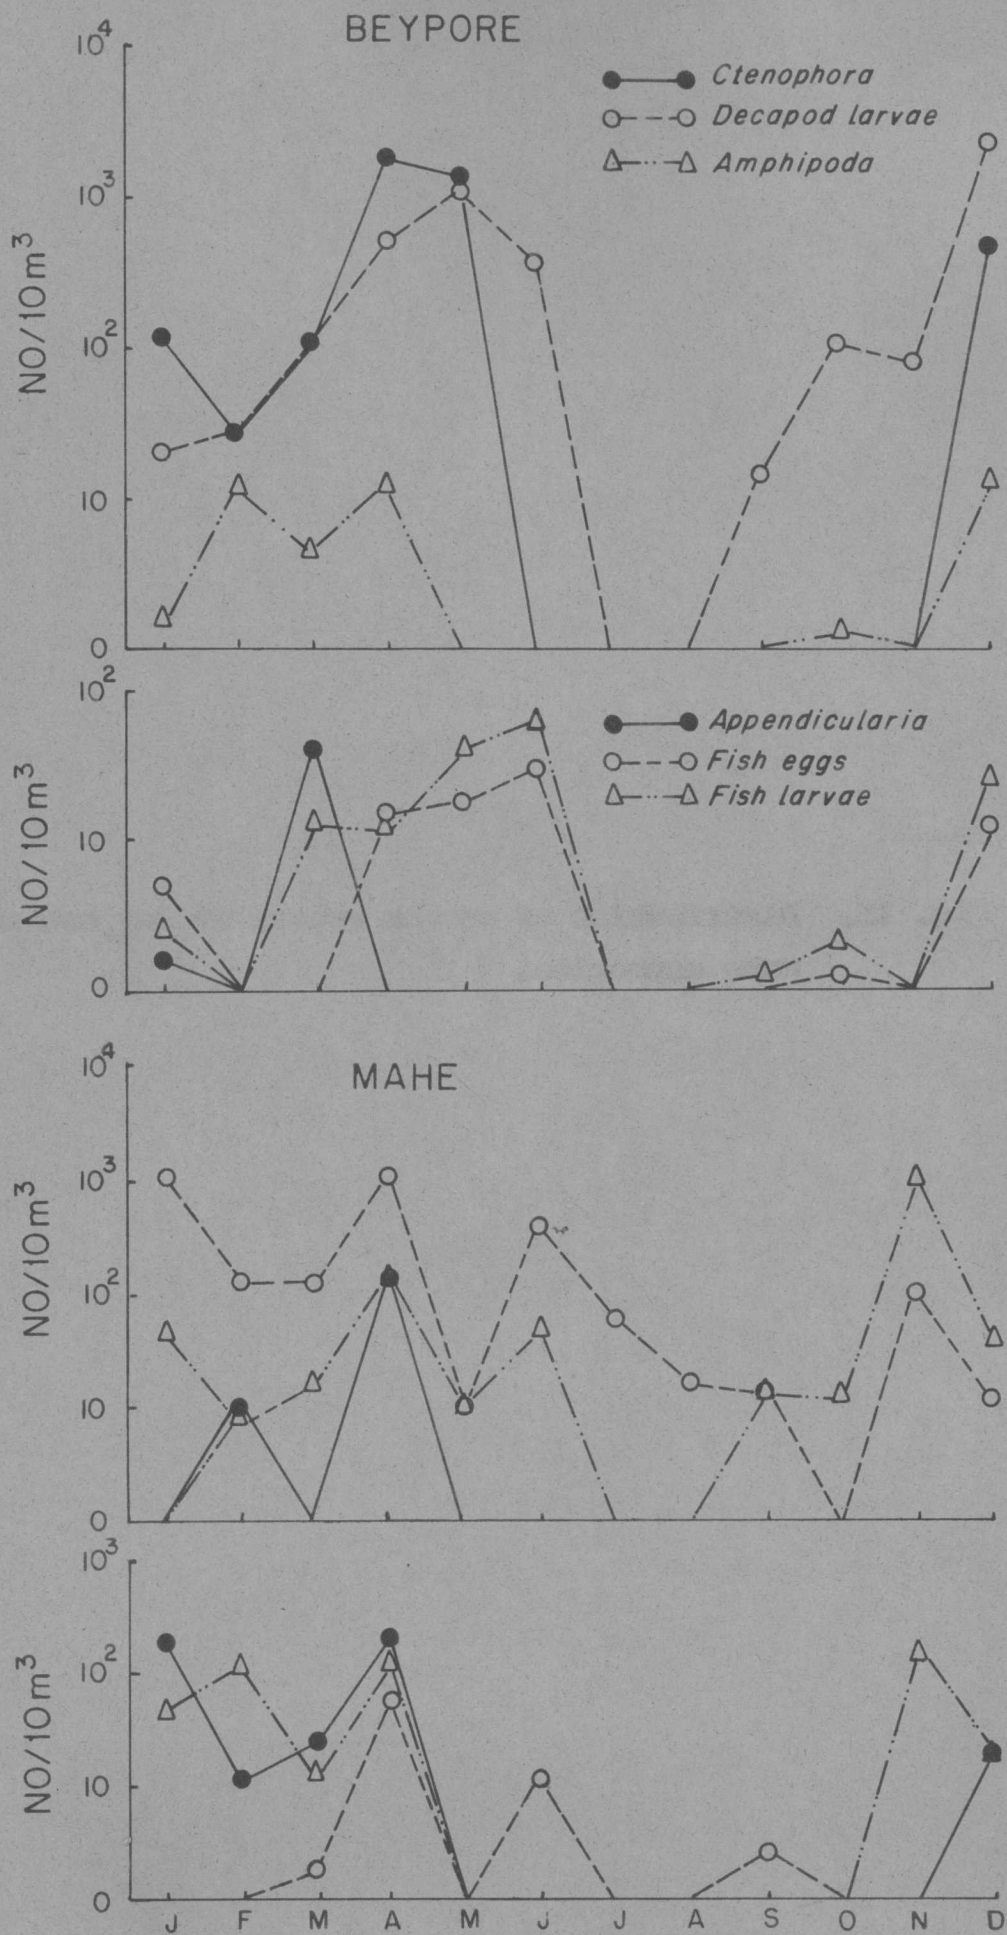 BEYPORE
10⁴
10³
10²
10
0
NO/10m³
Ctenophora
Decapod larvae
Amphipoda
10²
10
0
NO/10m³
Appendicularia
Fish eggs
Fish larvae
MAHE
10⁴
10³
10²
10
0
NO/10m³
10³
10²
10
0
NO/10m³
J F M A M J J A S O N D